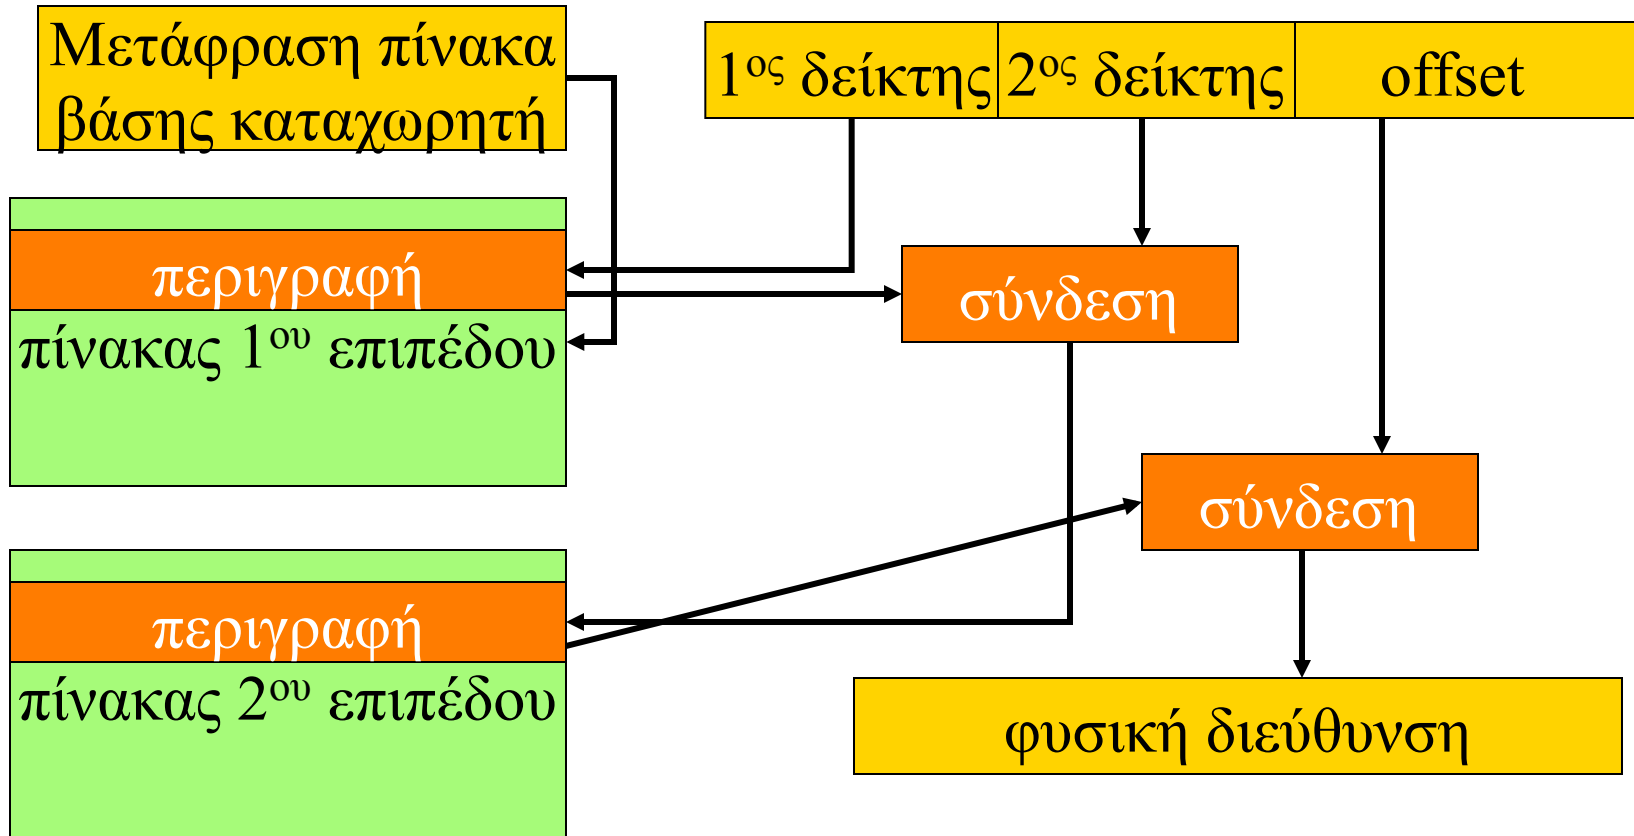 Μετάφραση πίνακα
βάσης καταχωρητή
1ος δείκτης 2ος δείκτης offset
περιγραφή
πίνακας 1ου επιπέδου
σύνδεση
σύνδεση
περιγραφή
πίνακας 2ου επιπέδου
φυσική διεύθυνση